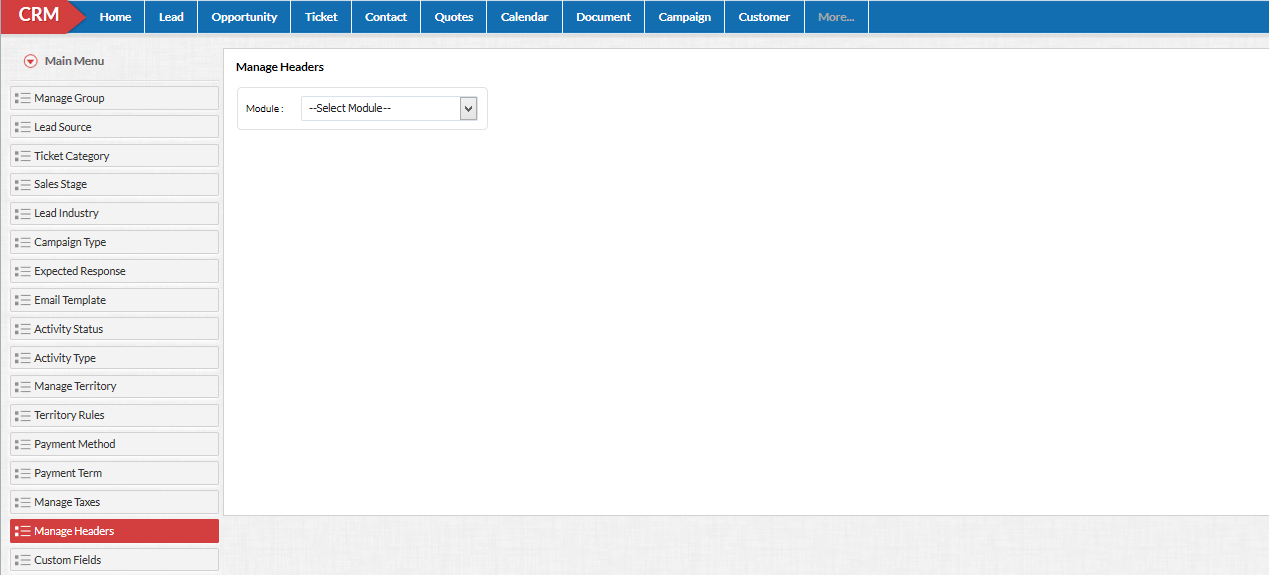 CRM Home Lead Opportunity Ticket Contact Quotes Calendar Document Campaign Customer More...
Main Menu
Manage Group
Lead Source
Ticket Category
Sales Stage
Lead Industry
Campaign Type
Expected Response
Email Template
Activity Status
Activity Type
Manage Territory
Territory Rules
Payment Method
Payment Term
Manage Taxes
Manage Headers
Custom Fields
Manage Headers
Module : --Select Module--